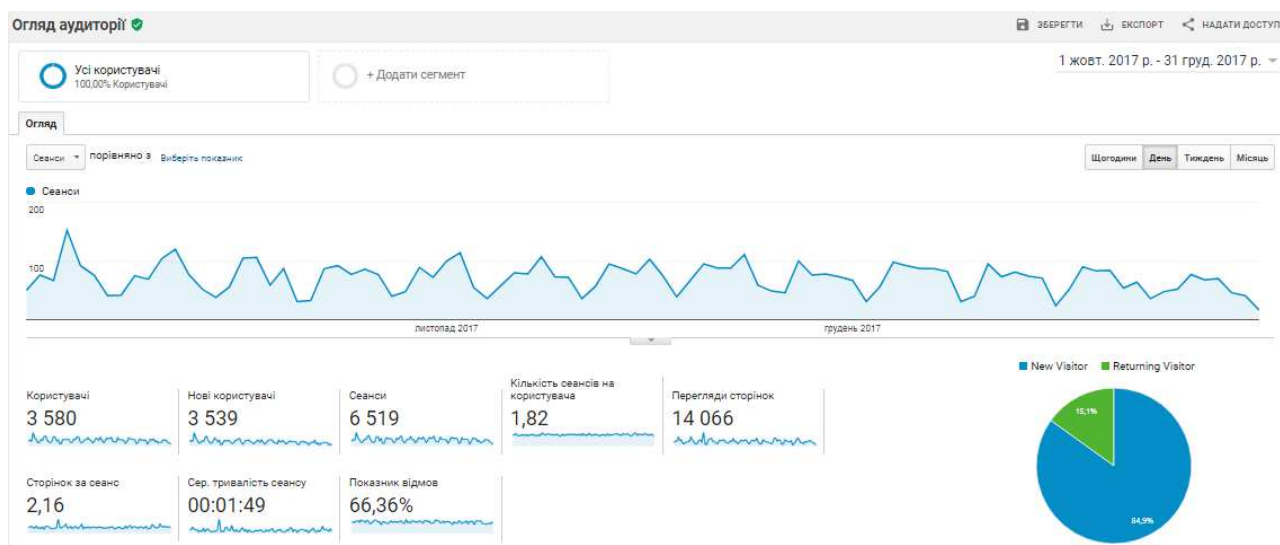 Огляд аудиторії
ЗБЕРЕГТИ ЕКСПОРТ НАДАТИ ДОСТУП
Усі користувачі
100,00% Користувачі
+ Додати сегмент
1 жовт. 2017 р. - 31 груд. 2017 р.
Огляд
Сеанси порівняно з Виберіть показник
Щогодини День Тиждень Місяць
Сеанси
200
100
листопад 2017 грудень 2017
New Visitor Returning Visitor
Користувачі
3 580
Нові користувачі
3 539
Сеанси
6 519
Кількість сеансів на
користувача
1,82
Перегляди сторінок
14 066
Сторінок за сеанс
2,16
Сер. тривалість сеансу
00:01:49
Показник відмов
66,36%
15,1%
84,9%